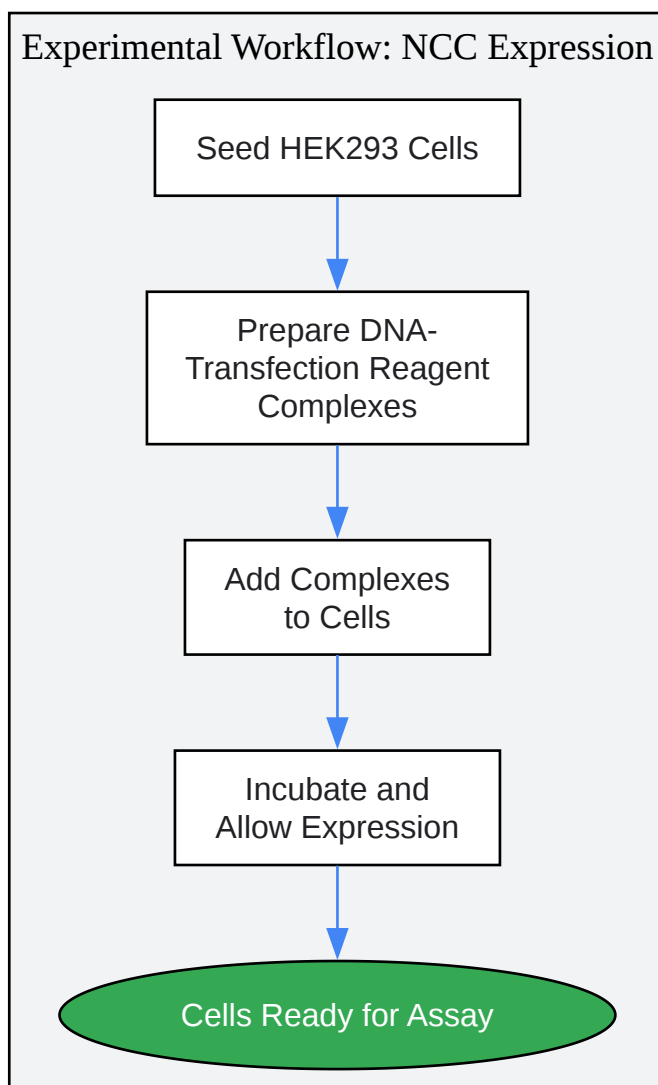 Experimental Workflow: NCC Expression
Seed HEK293 Cells
Prepare DNA-
Transfection Reagent
Complexes
Add Complexes
to Cells
Incubate and
Allow Expression
Cells Ready for Assay